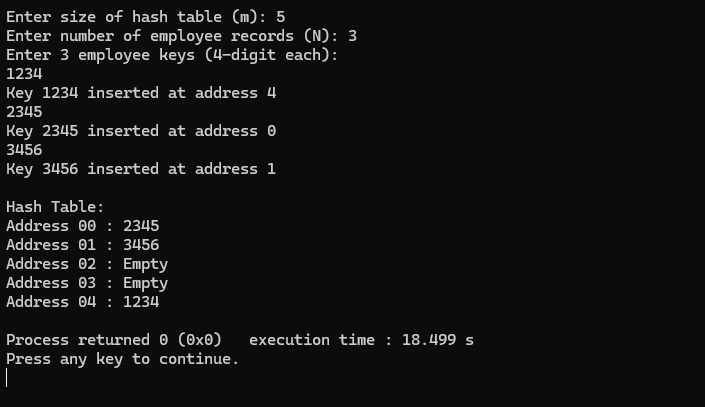 Enter size of hash table (m): 5
Enter number of employee records (N): 3
Enter 3 employee keys (4-digit each):
1234
Key 1234 inserted at address 4
2345
Key 2345 inserted at address 0
3456
Key 3456 inserted at address 1
Hash Table:
Address 00 : 2345
Address 01 : 3456
Address 02 : Empty
Address 03 : Empty
Address 04 : 1234
Process returned 0 (0x0)   execution time : 18.499 s
Press any key to continue.